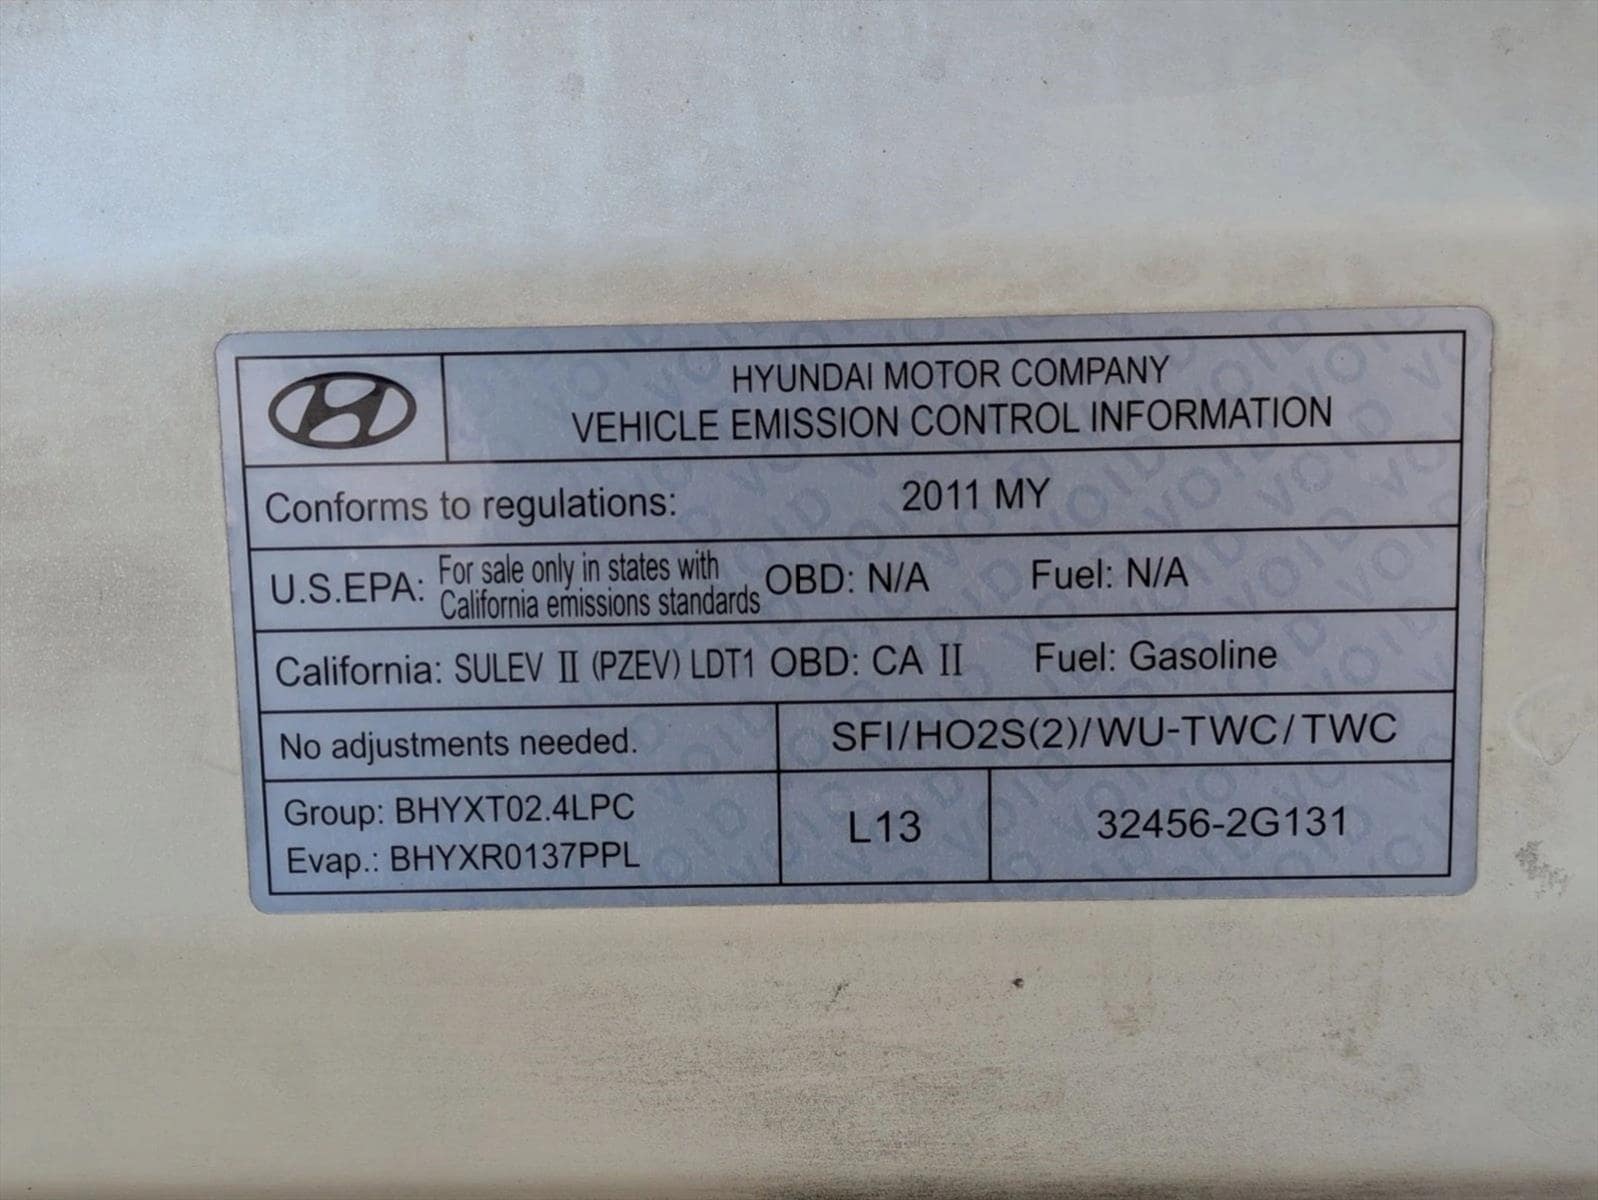 HYUNDAI MOTOR COMPANY
VEHICLE EMISSION CONTROL INFORMATION
Conforms to regulations: 2011 MY
U.S.EPA: For sale only in states with California emissions standards OBD: N/A Fuel: N/A
California: SULEV II (PZEV) LDT1 OBD: CA II Fuel: Gasoline
No adjustments needed. SFI/HO2S(2)/WU-TWC/TWC
Group: BHYXT02.4LPC
Evap.: BHYXR0137PPL
L13 32456-2G131